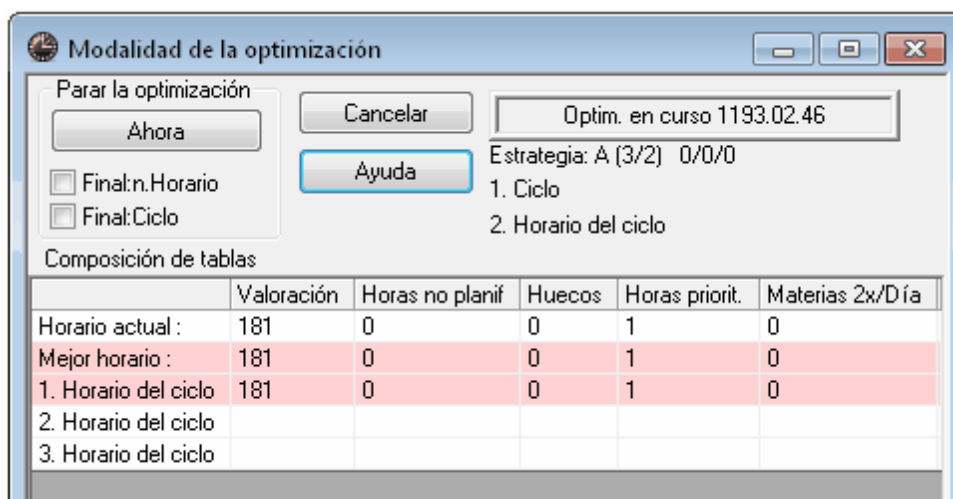 Modalidad de la optimización
Parar la optimización
Ahora
Final:n.Horario
Final:Ciclo
Cancelar
Ayuda
Optim. en curso 1193.02.46
Estrategia: A (3/2) 0/0/0
1. Ciclo
2. Horario del ciclo
Composición de tablas
Valoración Horas no planif Huecos Horas priorit. Materias 2x/Día
Horario actual : 181 0 0 1 0
Mejor horario : 181 0 0 1 0
1. Horario del ciclo 181 0 0 1 0
2. Horario del ciclo
3. Horario del ciclo